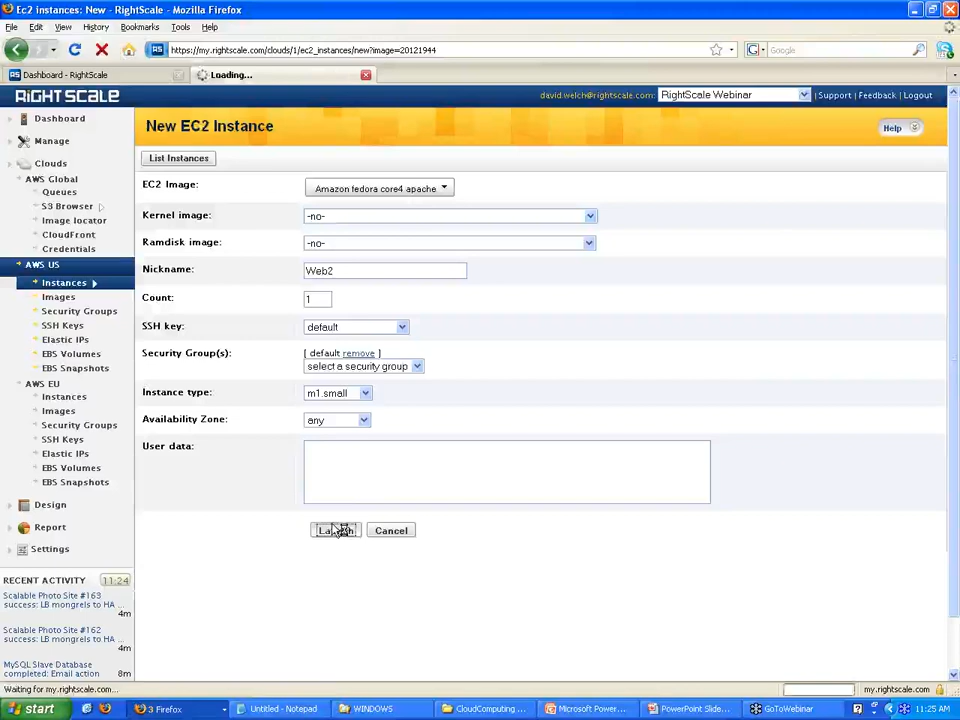 Ec2 instances: New - RightScale - Mozilla Firefox
File Edit View History Bookmarks Tools Help
RS https://my.rightscale.com/clouds/1/ec2_instances/new?image=20121944 Google
RS Dashboard - RightScale Loading...
RIGHTSCALE david.welch@rightscale.com: RightScale Webinar | Support | Feedback | Logout
Dashboard
Manage
Clouds
AWS Global
Queues
S3 Browser
Image locator
CloudFront
Credentials
AWS US
Instances
Images
Security Groups
SSH Keys
Elastic IPs
EBS Volumes
EBS Snapshots
AWS EU
Instances
Images
Security Groups
SSH Keys
Elastic IPs
EBS Volumes
EBS Snapshots
Design
Report
Settings
RECENT ACTIVITY 11:24
Scalable Photo Site #163
success: LB mongrels to HA ...
4m
Scalable Photo Site #162
success: LB mongrels to HA ...
4m
MySQL Slave Database
completed: Email action 8m
New EC2 Instance Help
List Instances
EC2 Image: Amazon fedora core4 apache
Kernel image: -no-
Ramdisk image: -no-
Nickname: Web2
Count: 1
SSH key: default
Security Group(s): [ default remove ]
select a security group
Instance type: m1.small
Availability Zone: any
User data:
Cancel
Waiting for my.rightscale.com... my.rightscale.com
start 3 Firefox Untitled - Notepad WINDOWS CloudComputing ... Microsoft Power... PowerPoint Slide... GoToWebinar 11:25 AM